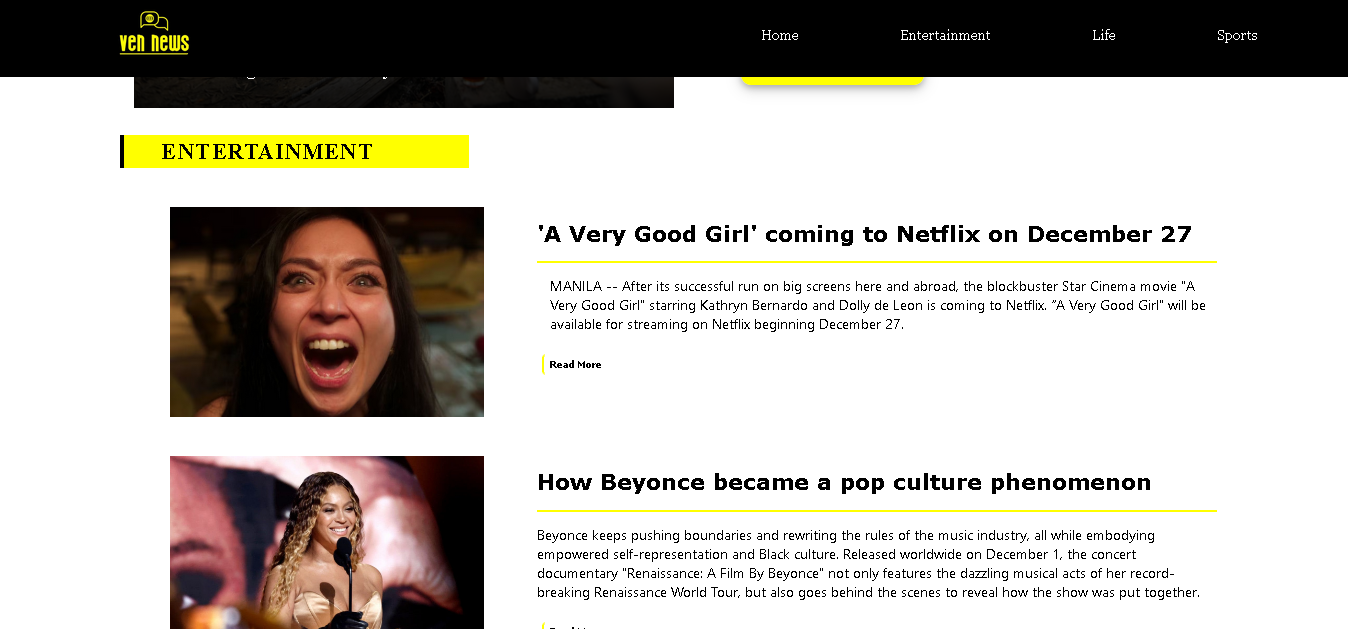 ven news
Home
Entertainment
Life
Sports
ENTERTAINMENT
'A Very Good Girl' coming to Netflix on December 27
MANILA -- After its successful run on big screens here and abroad, the blockbuster Star Cinema movie "A
Very Good Girl" starring Kathryn Bernardo and Dolly de Leon is coming to Netflix. “A Very Good Girl” will be
available for streaming on Netflix beginning December 27.
Read More
How Beyonce became a pop culture phenomenon
Beyonce keeps pushing boundaries and rewriting the rules of the music industry, all while embodying
empowered self-representation and Black culture. Released worldwide on December 1, the concert
documentary "Renaissance: A Film By Beyonce" not only features the dazzling musical acts of her record-
breaking Renaissance World Tour, but also goes behind the scenes to reveal how the show was put together.